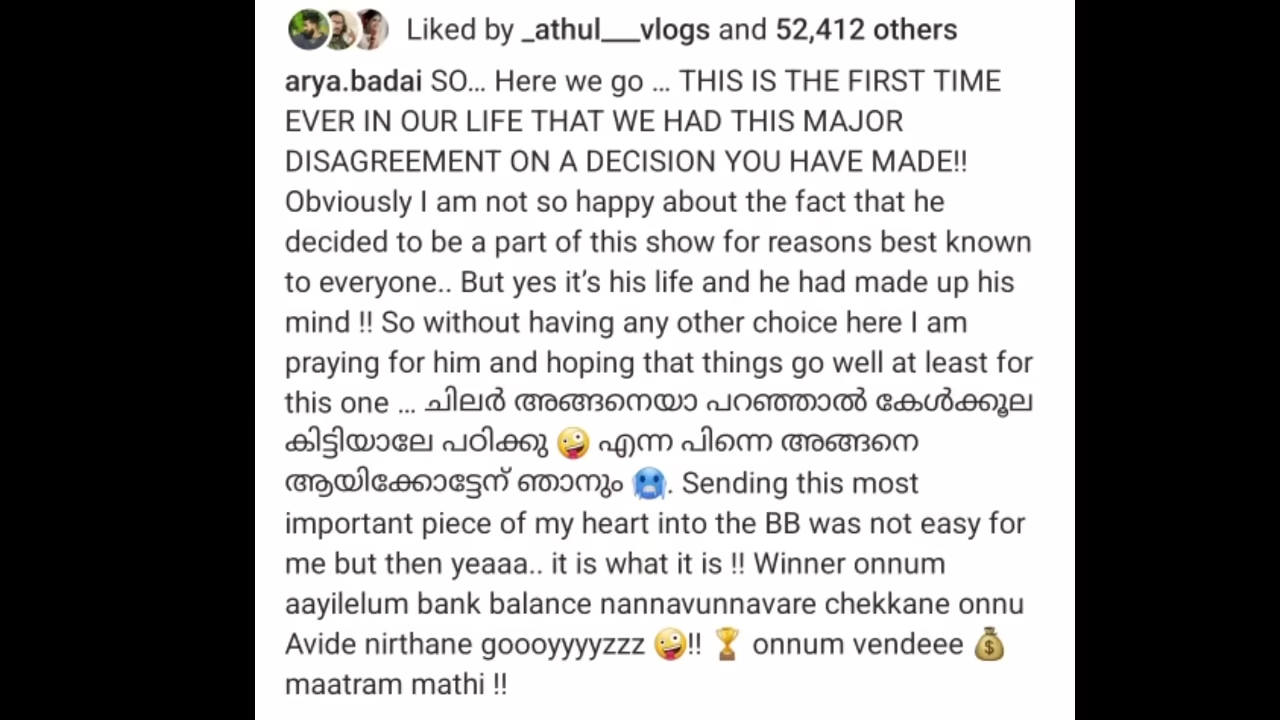 Liked by _athul___vlogs and 52,412 others
arya.badai SO... Here we go ... THIS IS THE FIRST TIME
EVER IN OUR LIFE THAT WE HAD THIS MAJOR
DISAGREEMENT ON A DECISION YOU HAVE MADE!!
Obviously I am not so happy about the fact that he
decided to be a part of this show for reasons best known
to everyone.. But yes it’s his life and he had made up his
mind !! So without having any other choice here I am
praying for him and hoping that things go well at least for
this one ... ചിലർ അങ്ങനെയാ പറഞ്ഞാൽ കേൾക്കൂല
കിട്ടിയാലേ പഠിക്കു 🤪 എന്ന പിന്നെ അങ്ങനെ
ആയിക്കോട്ടേന് ഞാനും 🥶. Sending this most
important piece of my heart into the BB was not easy for
me but then yeaaa.. it is what it is !! Winner onnum
aayilelum bank balance nannavunnavare chekkane onnu
Avide nirthane goooyyyyzzz 🤪!! 🏆 onnum vendeee 💰
maatram mathi !!